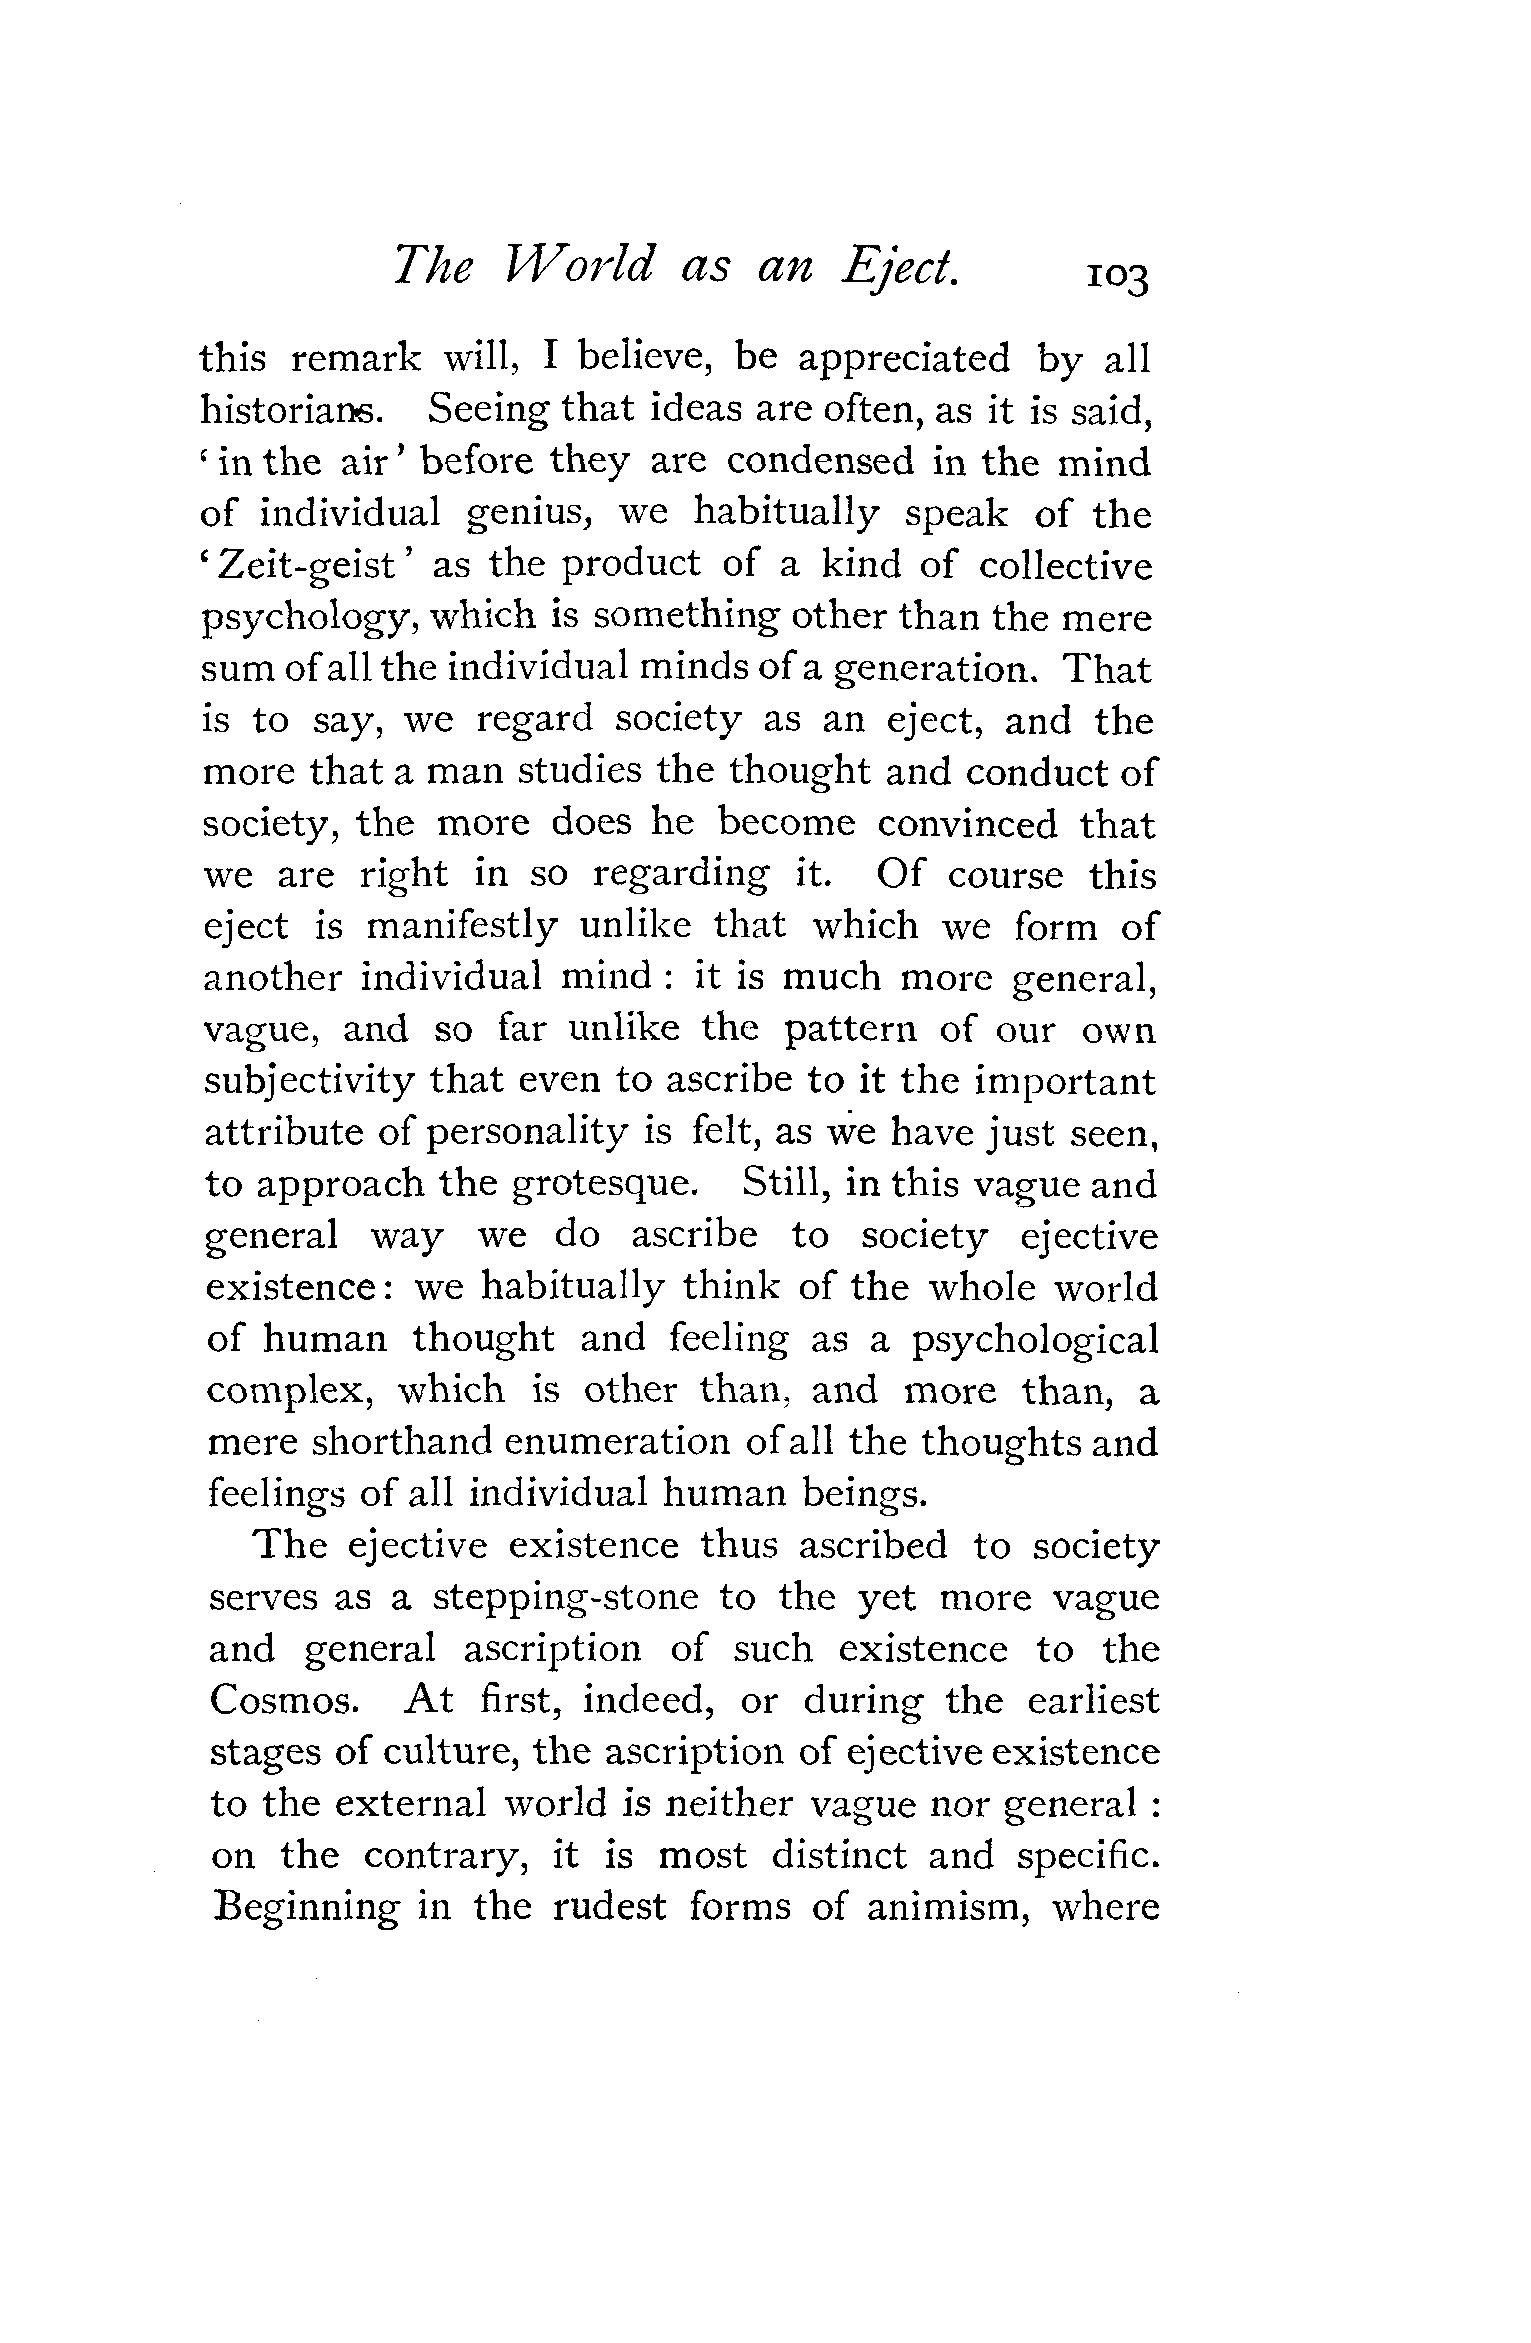 The World as an Eject. 103
this remark will, I believe, be appreciated by all
historians. Seeing that ideas are often, as it is said,
‘in the air’ before they are condensed in the mind
of individual genius, we habitually speak of the
‘Zeit-geist’ as the product of a kind of collective
psychology, which is something other than the mere
sum of all the individual minds of a generation. That
is to say, we regard society as an eject, and the
more that a man studies the thought and conduct of
society, the more does he become convinced that
we are right in so regarding it. Of course this
eject is manifestly unlike that which we form of
another individual mind : it is much more general,
vague, and so far unlike the pattern of our own
subjectivity that even to ascribe to it the important
attribute of personality is felt, as we have just seen,
to approach the grotesque. Still, in this vague and
general way we do ascribe to society ejective
existence: we habitually think of the whole world
of human thought and feeling as a psychological
complex, which is other than, and more than, a
mere shorthand enumeration of all the thoughts and
feelings of all individual human beings.
The ejective existence thus ascribed to society
serves as a stepping-stone to the yet more vague
and general ascription of such existence to the
Cosmos. At first, indeed, or during the earliest
stages of culture, the ascription of ejective existence
to the external world is neither vague nor general :
on the contrary, it is most distinct and specific.
Beginning in the rudest forms of animism, where